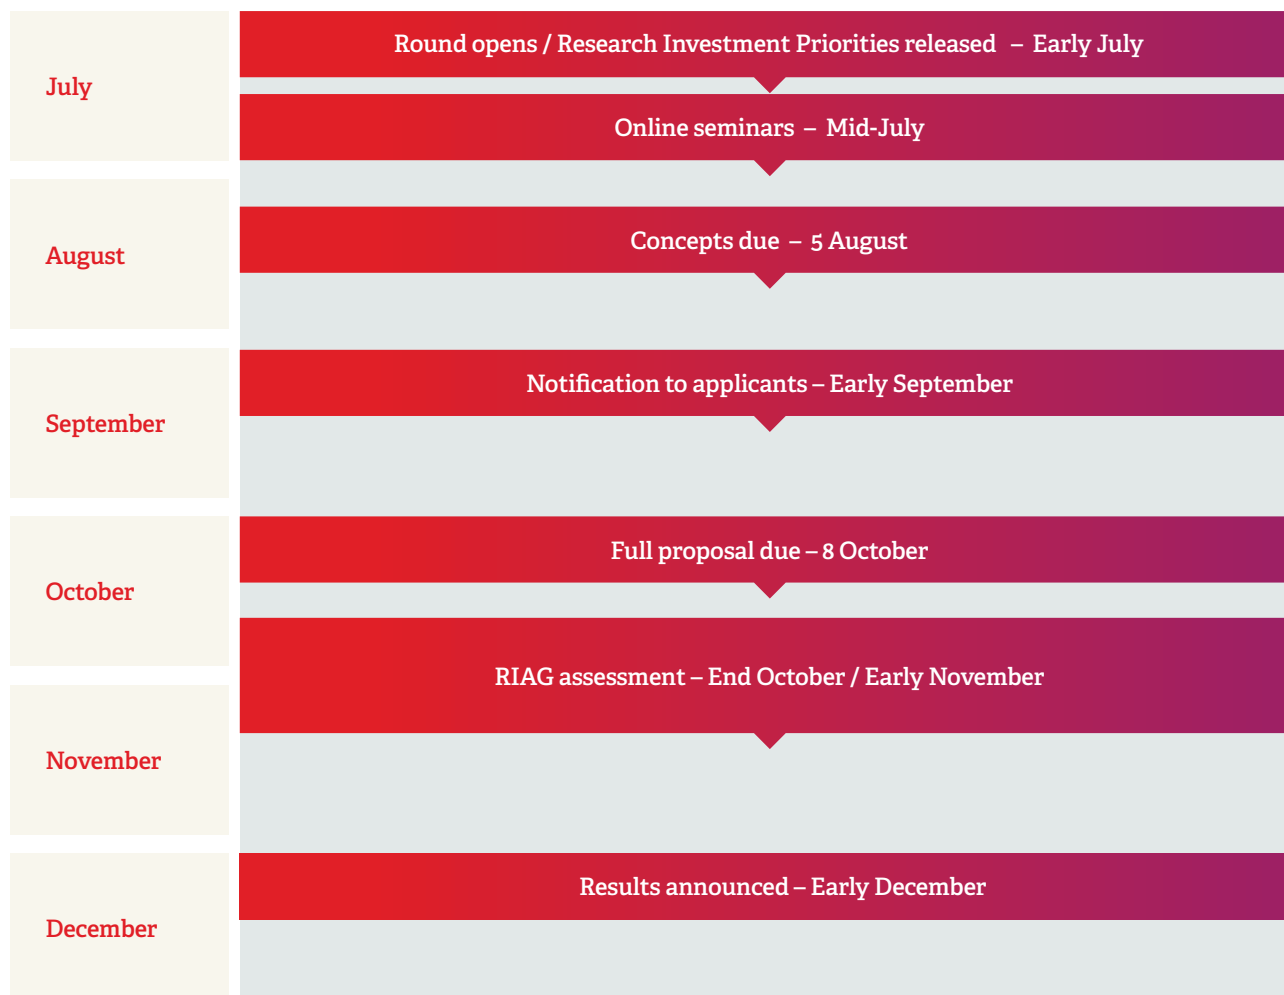 July
Round opens / Research Investment Priorities released – Early July
Online seminars – Mid-July
August
Concepts due – 5 August
September
Notification to applicants – Early September
October
Full proposal due – 8 October
RIAG assessment – End October / Early November
November
December
Results announced – Early December